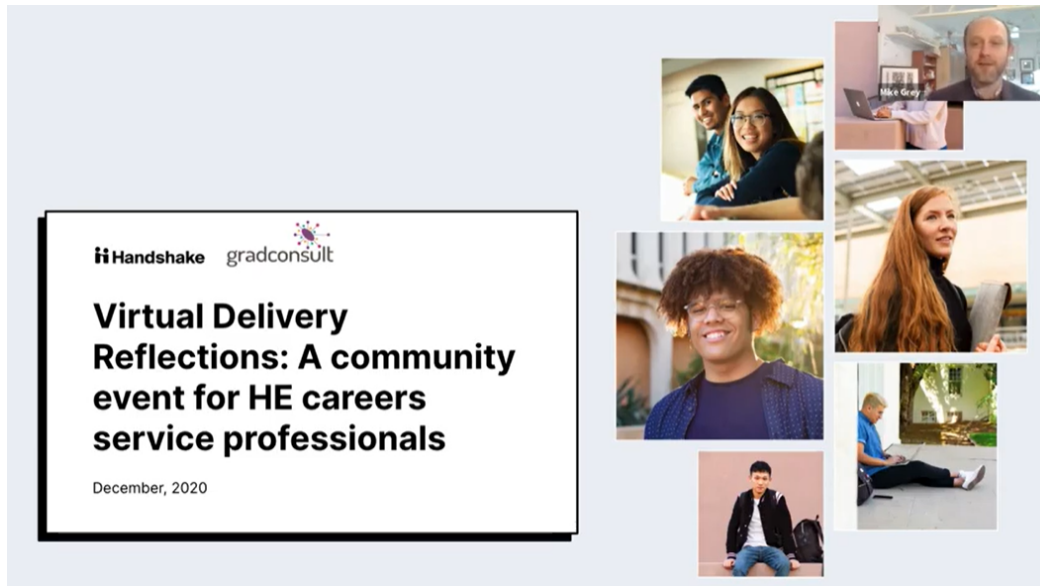 Mike Grey
Handshake
gradconsult
Virtual Delivery
Reflections: A community
event for HE careers
service professionals
December, 2020